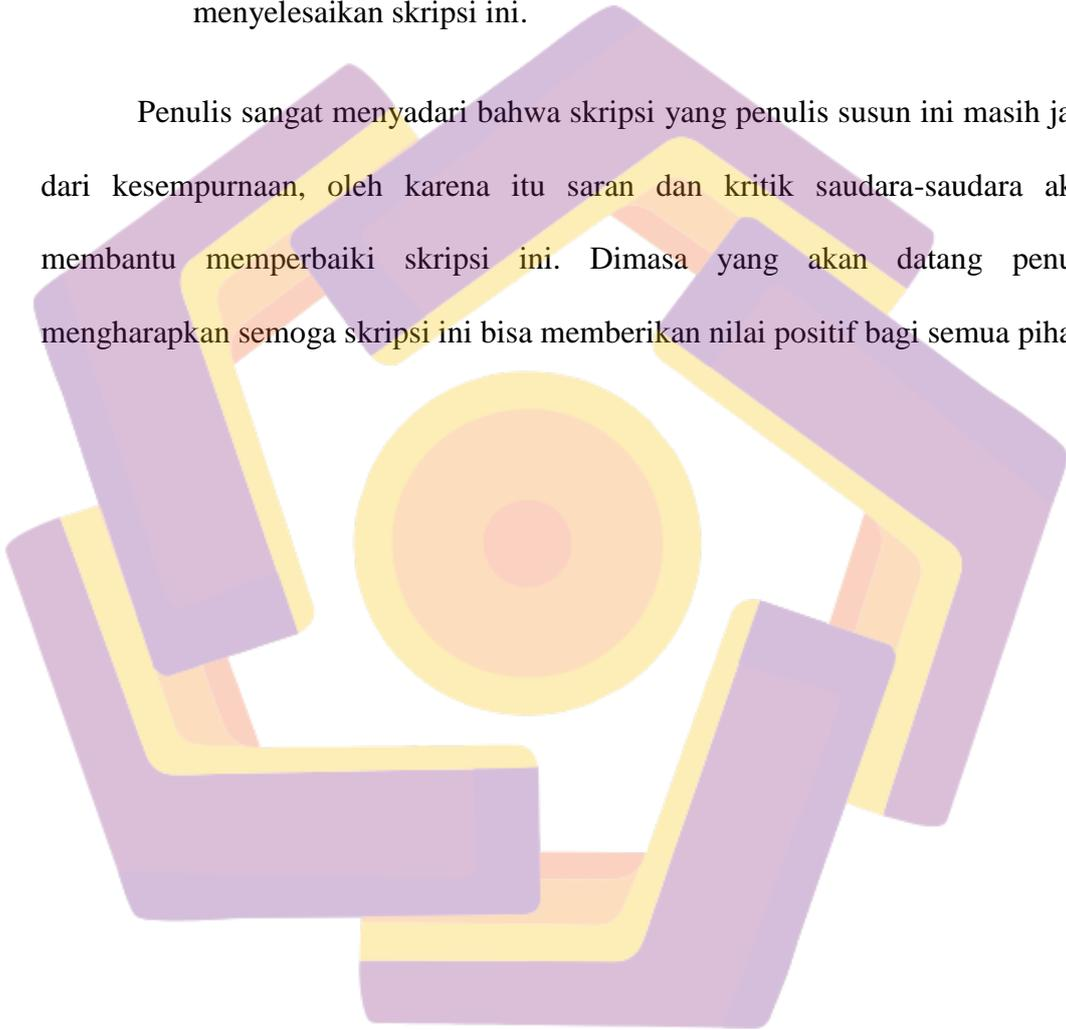 menyelesaikan skripsi ini.
Penulis sangat menyadari bahwa skripsi yang penulis susun ini masih
dari kesempurnaan, oleh karena itu saran dan kritik saudara-saudara
membantu memperbaiki skripsi ini. Dimasa yang akan datang
mengharapkan semoga skripsi ini bisa memberikan nilai positif bagi semua